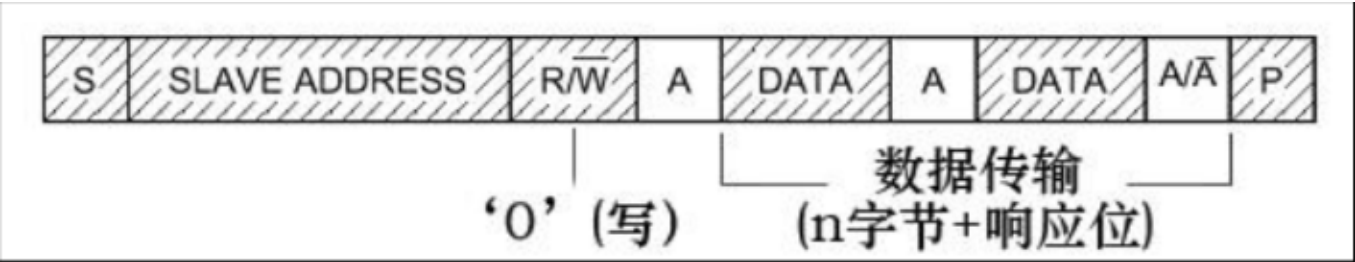 S SLAVE ADDRESS R/W̅ A DATA A DATA A/A̅ P
‘0’ (写)
数据传输
(n字节+响应位)